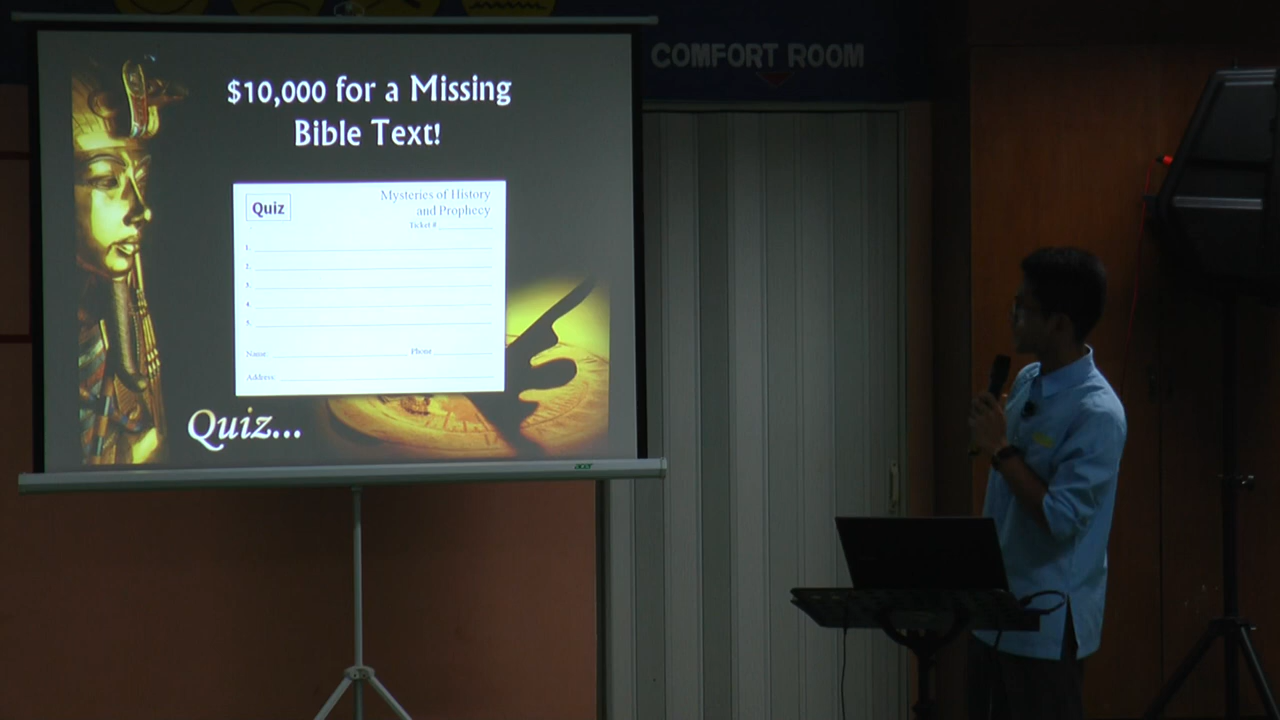 COMFORT ROOM
$10,000 for a Missing
Bible Text!
Quiz
Mysteries of History
and Prophecy
Ticket #
1.
2.
3.
4.
5.
Name: Phone
Address:
Quiz...
acer